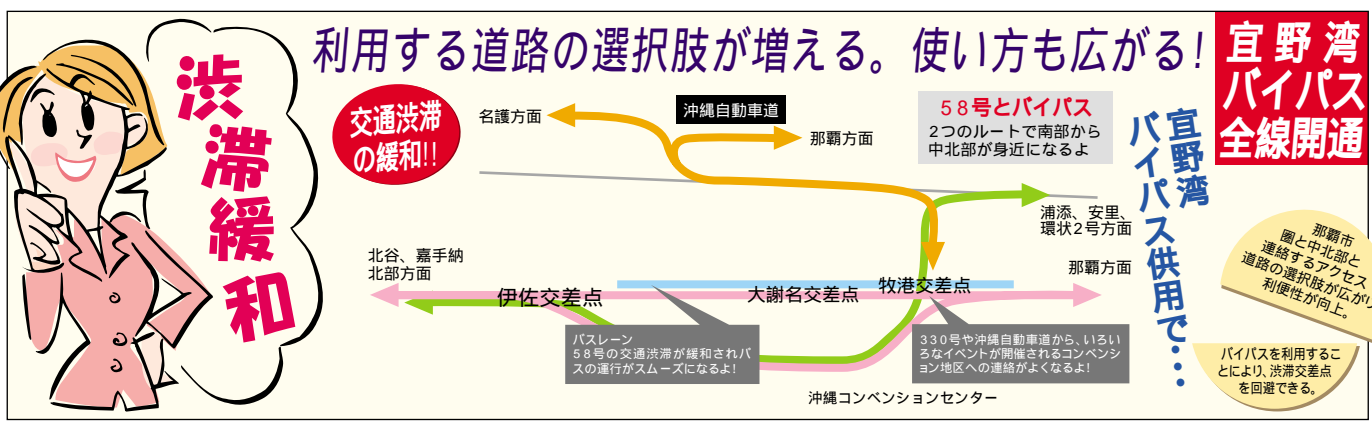 渋滞緩和
利用する道路の選択肢が増える。使い方も広がる!
宜野湾
バイパス
全線開通
交通渋滞
の緩和!!
名護方面
沖縄自動車道
那覇方面
58号とバイパス
2つのルートで南部から
中北部が身近になるよ
宜野湾
バイパス供用で・・・
浦添、安里、
環状2号方面
北谷、嘉手納
北部方面
那覇方面
伊佐交差点
大謝名交差点
牧港交差点
バスレーン
58号の交通渋滞が緩和されバ
スの運行がスムーズになるよ!
330号や沖縄自動車道から、いろい
ろなイベントが開催されるコンベンシ
ョン地区への連絡がよくなるよ!
沖縄コンベンションセンター
那覇市
圏と中北部と
連絡するアクセス
道路の選択肢が広がり
利便性が向上。
バイパスを利用するこ
とにより、渋滞交差点
を回避できる。